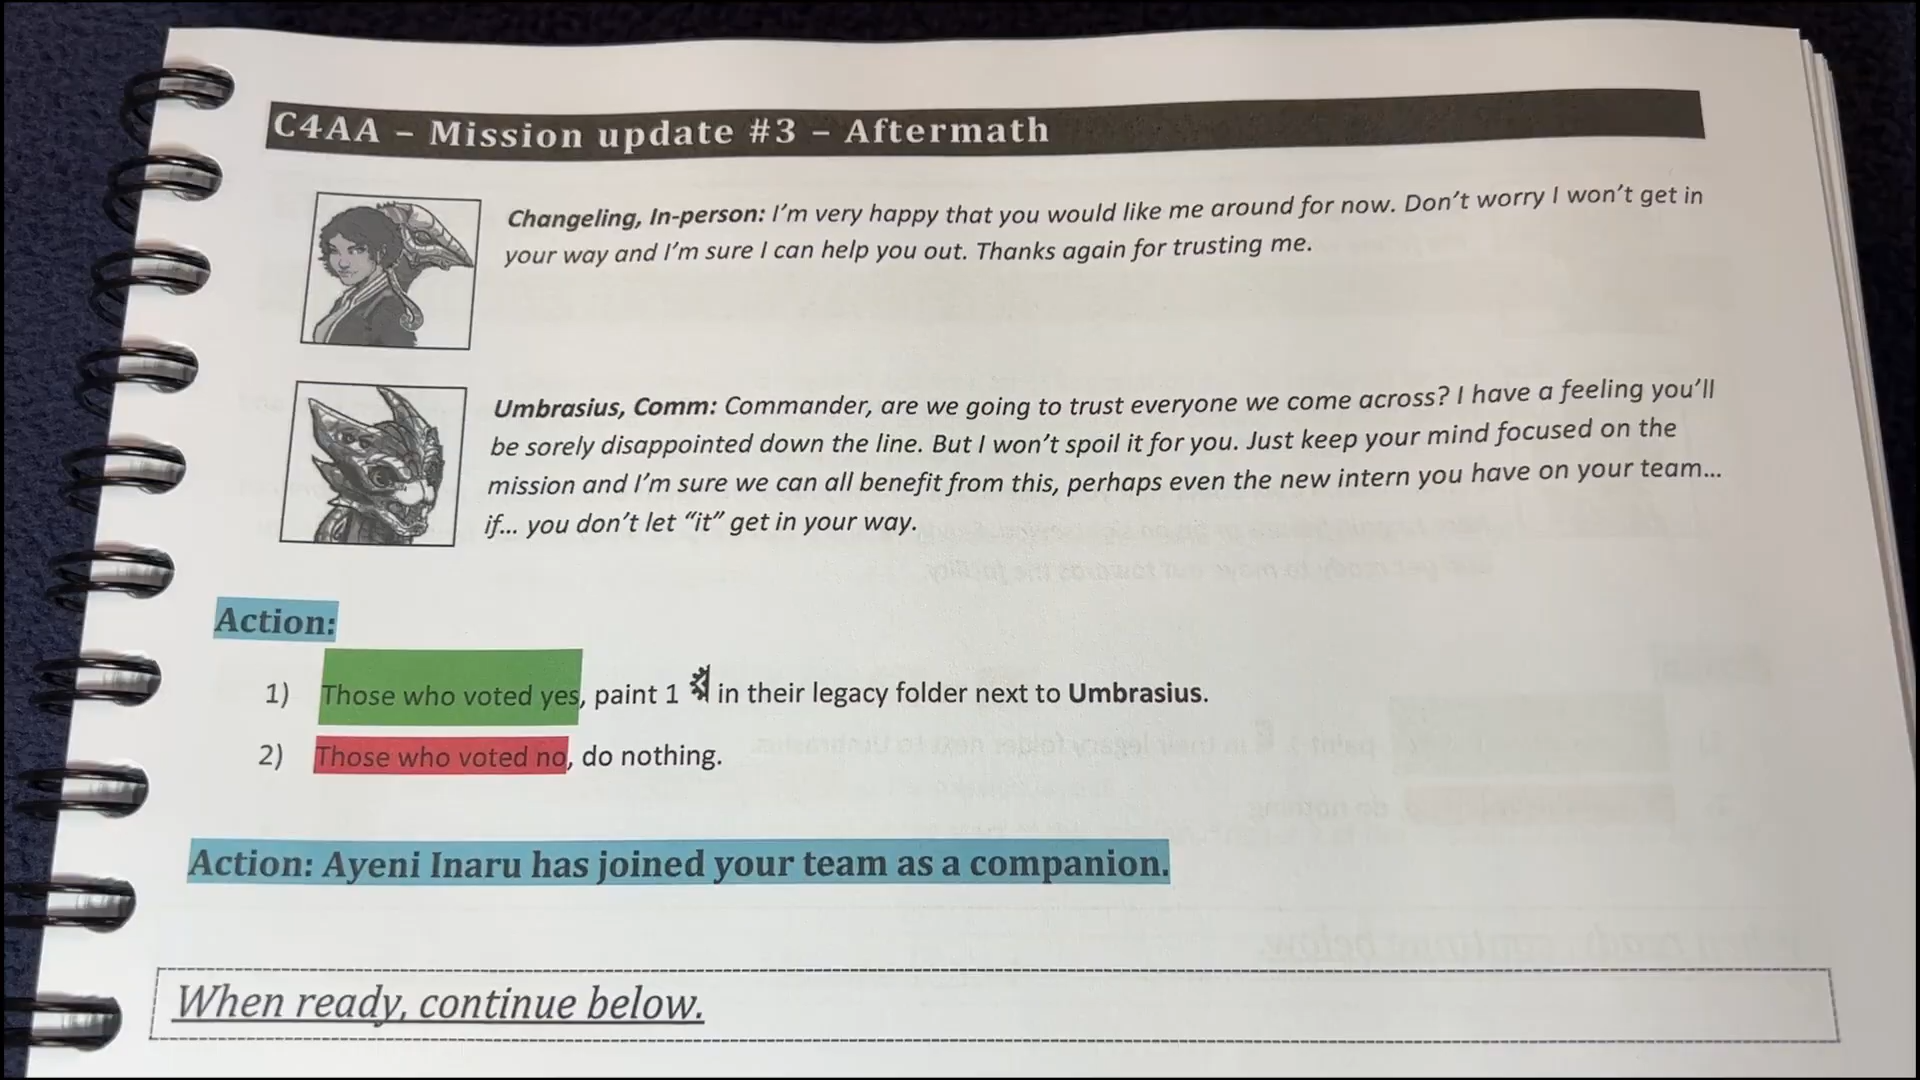 C4AA – Mission update #3 – Aftermath
Changeling, In-person: I’m very happy that you would like me around for now. Don’t worry I won’t get in
your way and I’m sure I can help you out. Thanks again for trusting me.
Umbrasius, Comm: Commander, are we going to trust everyone we come across? I have a feeling you’ll
be sorely disappointed down the line. But I won’t spoil it for you. Just keep your mind focused on the
mission and I’m sure we can all benefit from this, perhaps even the new intern you have on your team...
if... you don’t let “it” get in your way.
Action:
1) Those who voted yes, paint 1 in their legacy folder next to Umbrasius.
2) Those who voted no, do nothing.
Action: Ayeni Inaru has joined your team as a companion.
When ready, continue below.